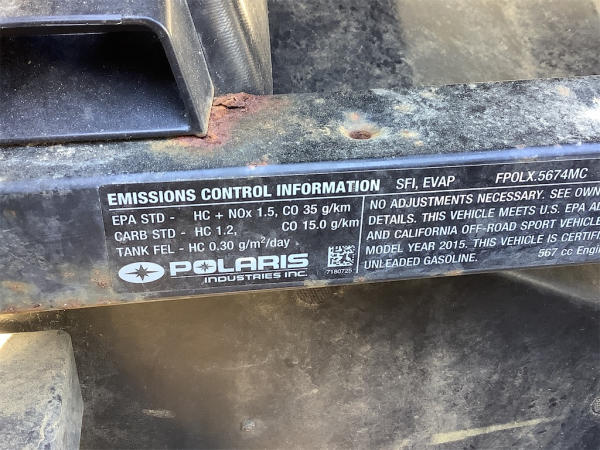 EMISSIONS CONTROL INFORMATION SFI, EVAP FPOLX.5674MC
EPA STD - HC + NOx 1.5, CO 35 g/km
CARB STD - HC 1.2, CO 15.0 g/km
TANK FEL - HC 0.30 g/m²/day
POLARIS
INDUSTRIES INC.
7180725
NO ADJUSTMENTS NECESSARY. SEE OWN
DETAILS. THIS VEHICLE MEETS U.S. EPA
AND CALIFORNIA OFF-ROAD SPORT VEHICLE
MODEL YEAR 2015. THIS VEHICLE IS CERTIF
UNLEADED GASOLINE. 567 cc Engi